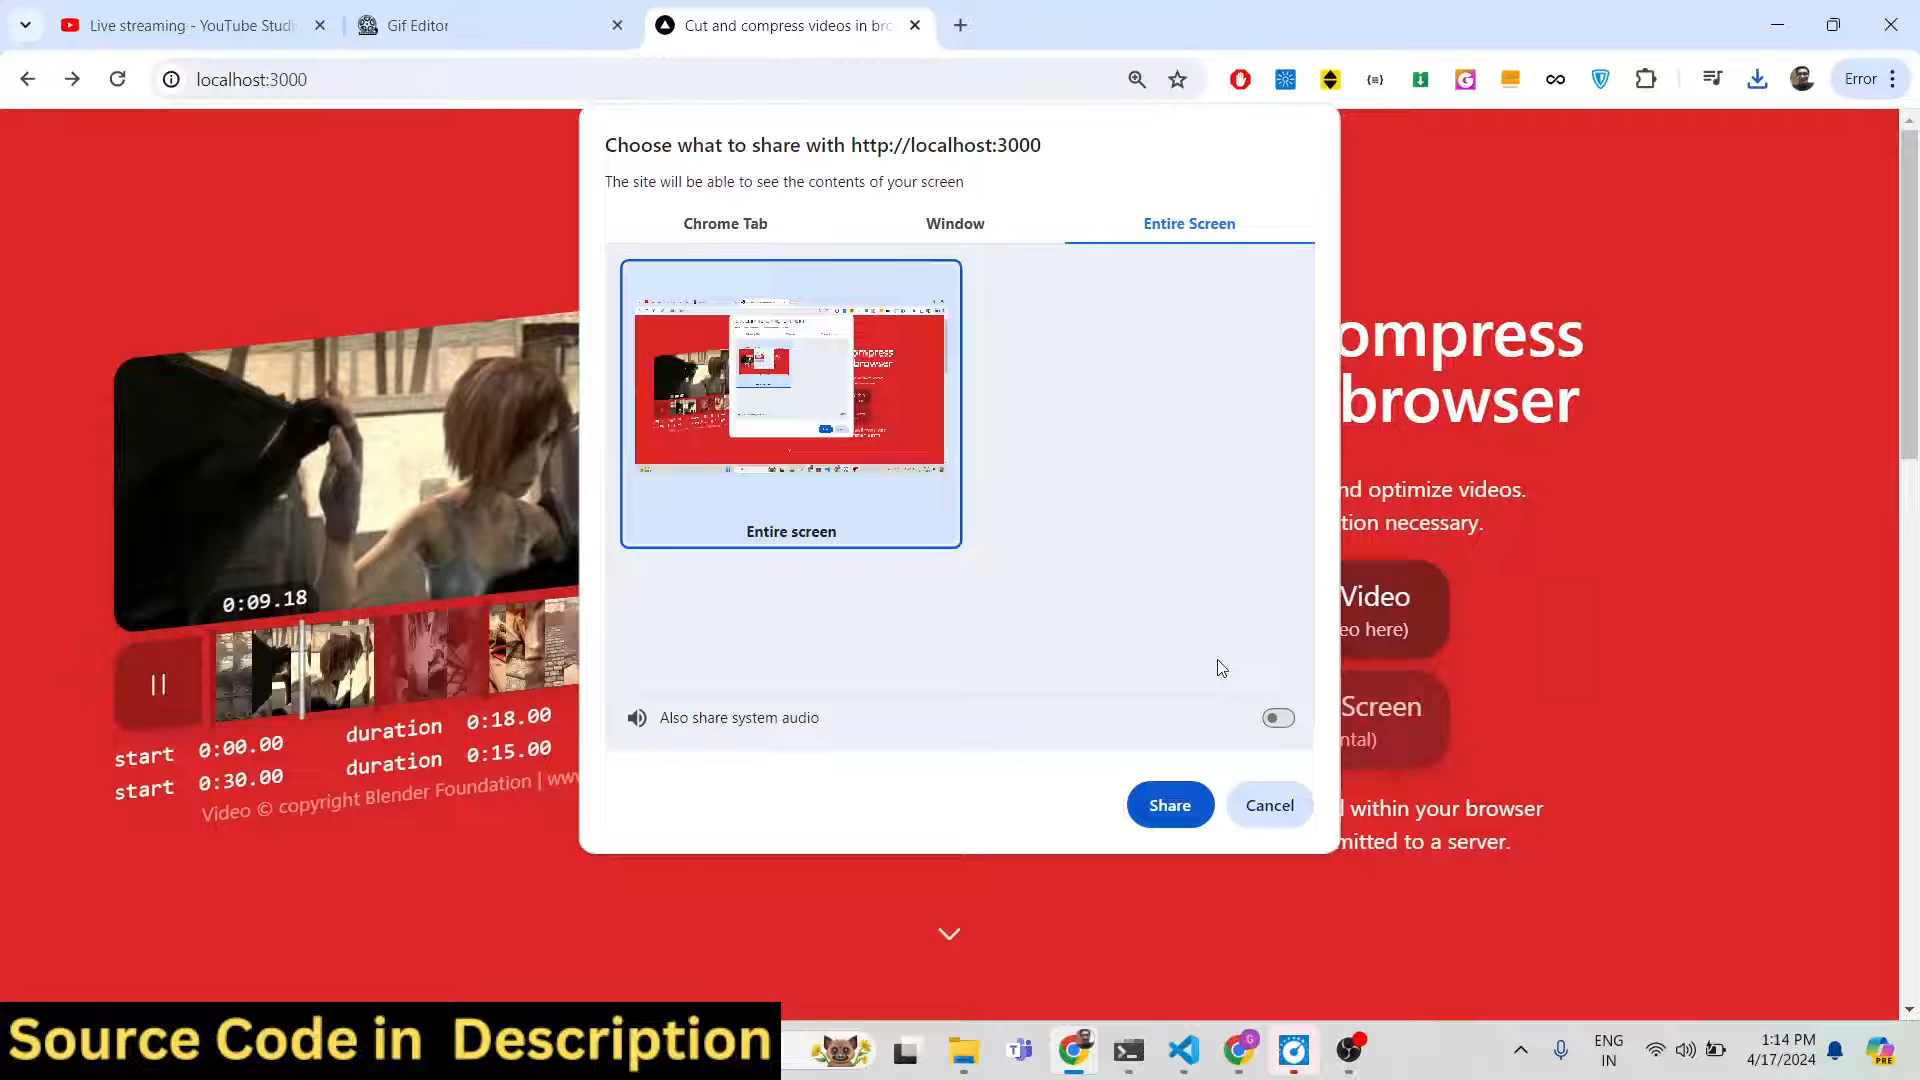 Live streaming - YouTube Studi
Gif Editor
Cut and compress videos in bro
localhost:3000
Error
Choose what to share with http://localhost:3000
The site will be able to see the contents of your screen
Chrome Tab
Window
Entire Screen
Entire screen
Also share system audio
Share
Cancel
ompress
browser
nd optimize videos.
tion necessary.
Video
eo here)
Screen
ntal)
within your browser
mitted to a server.
0:09.18
start 0:00.00 duration 0:18.00
start 0:30.00 duration 0:15.00
Video © copyright Blender Foundation | www
Source Code in Description
ENG
IN
1:14 PM
4/17/2024
PRE